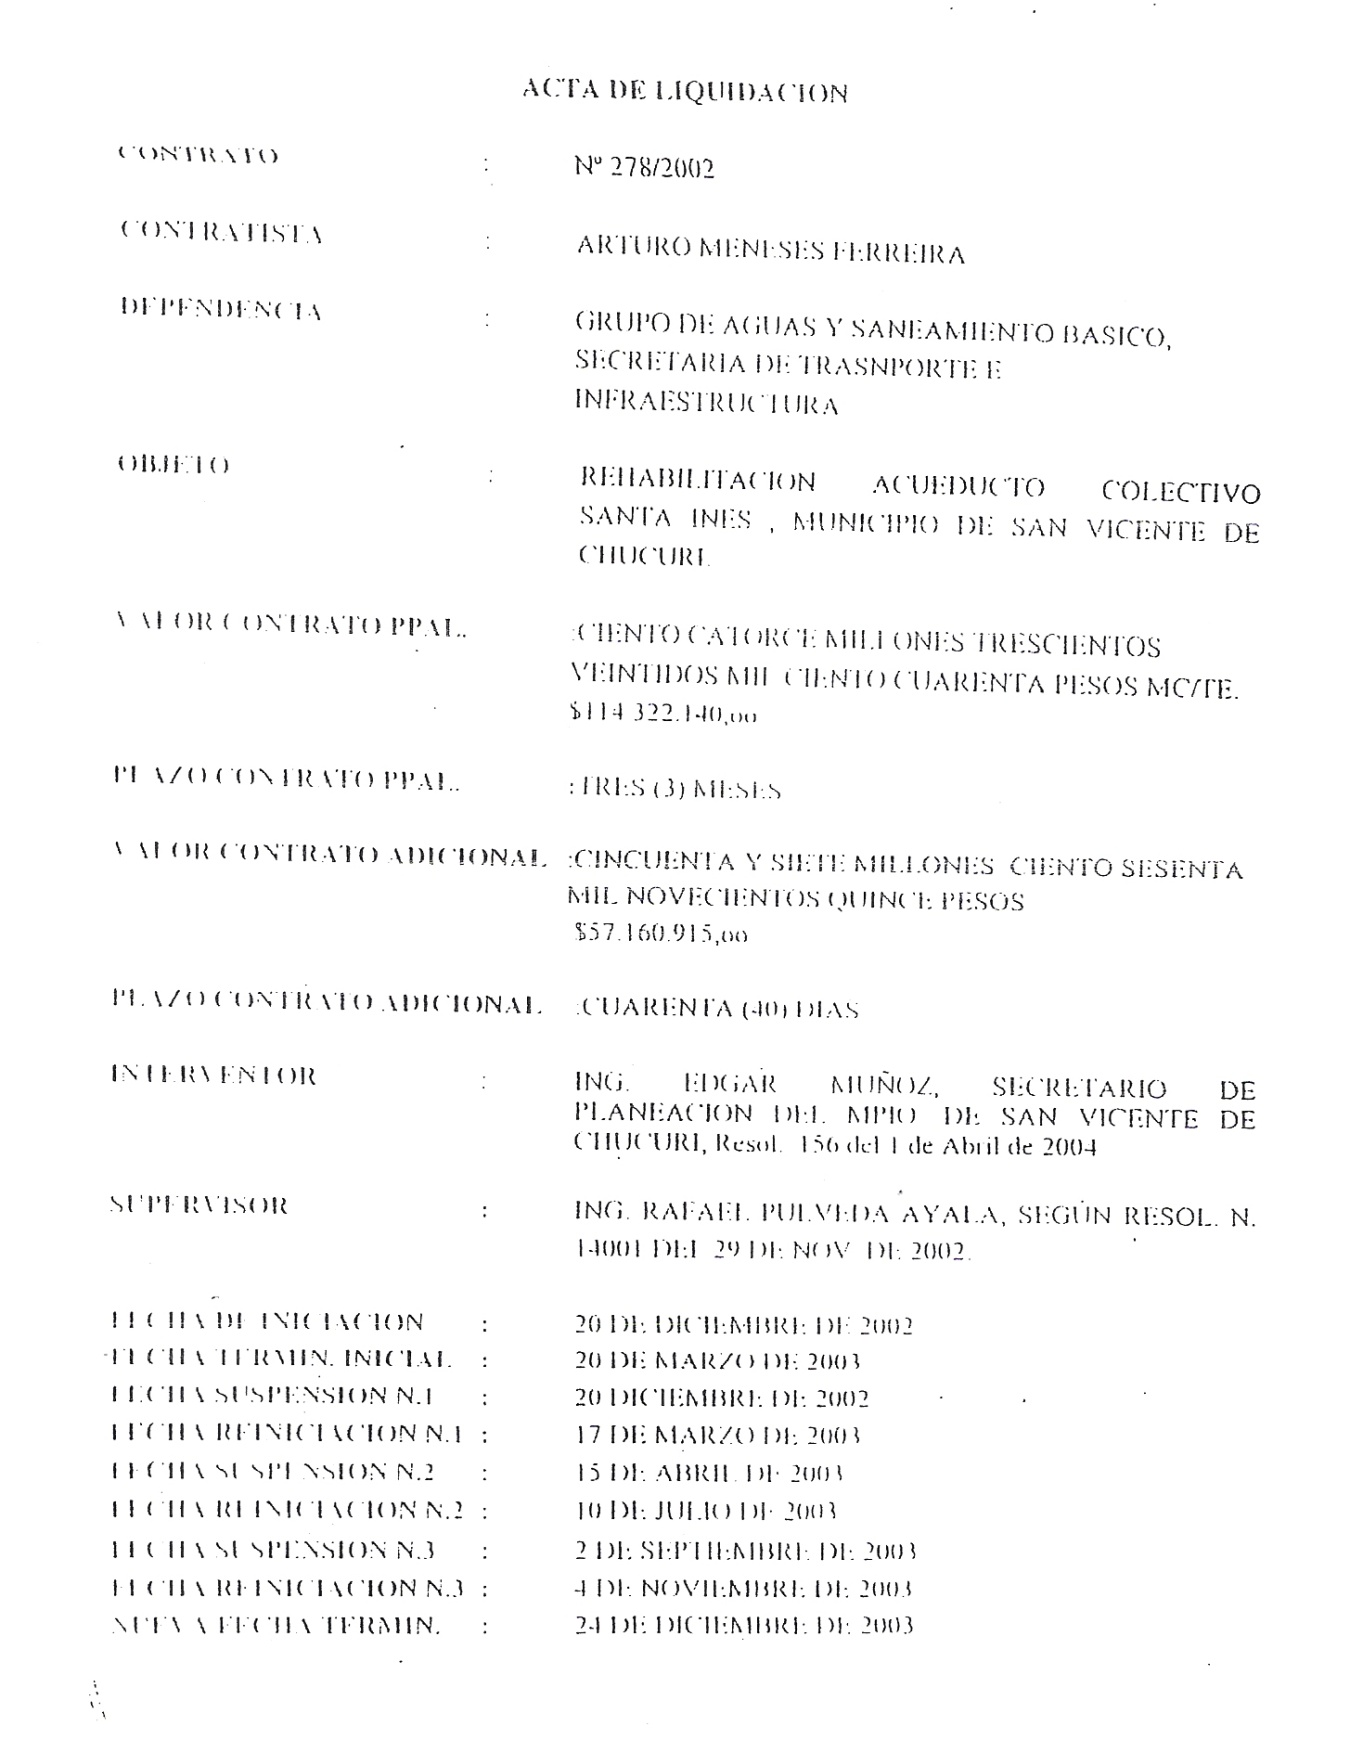 ACTA DE LIQUIDACION
CONTRATO : Nº 278/2002
CONTRATISTA : ARTURO MENESES FERREIRA
DEPENDENCIA : GRUPO DE AGUAS Y SANEAMIENTO BASICO,
SECRETARIA DE TRASNPORTE E
INFRAESTRUCTURA
OBJETO : REHABILITACION ACUEDUCTO COLECTIVO
SANTA INES , MUNICIPIO DE SAN VICENTE DE
CHUCURI.
VALOR CONTRATO PPAL. :CIENTO CATORCE MILLONES TRESCIENTOS
VEINTIDOS MIL CIENTO CUARENTA PESOS MC/TE.
$114.322.140,oo
PLAZO CONTRATO PPAL. :TRES (3) MESES
VALOR CONTRATO ADICIONAL :CINCUENTA Y SIETE MILLONES CIENTO SESENTA
MIL NOVECIENTOS QUINCE PESOS
$57.160.915,oo
PLAZO CONTRATO ADICIONAL :CUARENTA (40) DIAS
INTERVENTOR : ING. EDGAR MUÑOZ, SECRETARIO DE
PLANEACION DEL MPIO DE SAN VICENTE DE
CHUCURI, Resol. 156 del 1 de Abril de 2004
SUPERVISOR : ING. RAFAEL PULVEDA AYALA, SEGÚN RESOL. N.
14001 DEL 29 DE NOV DE 2002.
FECHA DE INICIACION : 20 DE DICIEMBRE DE 2002
FECHA TERMIN. INICIAL : 20 DE MARZO DE 2003
FECHA SUSPENSION N.1 : 20 DICIEMBRE DE 2002
FECHA REINICIACION N.1 : 17 DE MARZO DE 2003
FECHA SUSPENSION N.2 : 15 DE ABRIL DE 2003
FECHA REINICIACION N.2 : 10 DE JULIO DE 2003
FECHA SUSPENSION N.3 : 2 DE SEPTIEMBRE DE 2003
FECHA REINICIACION N.3 : 4 DE NOVIEMBRE DE 2003
NUEVA FECHA TERMIN. : 24 DE DICIEMBRE DE 2003